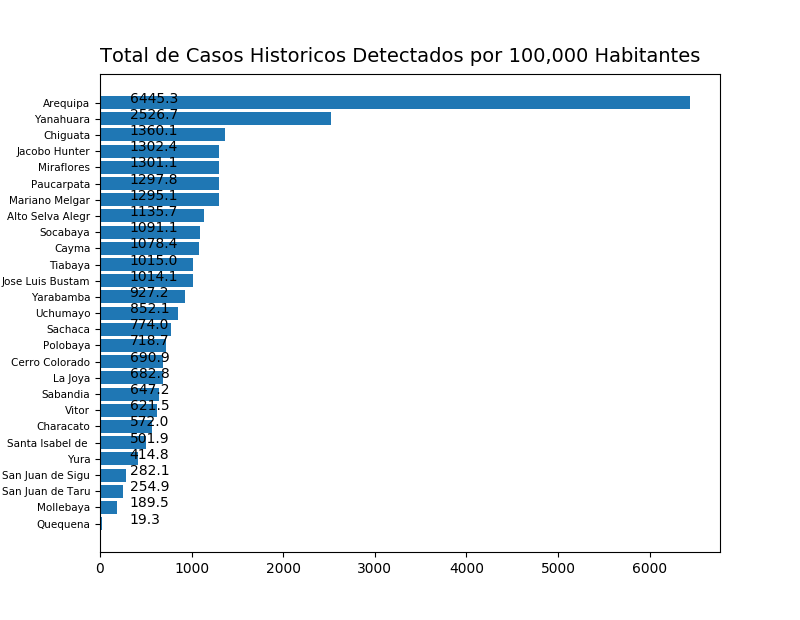 Total de Casos Historicos Detectados por 100,000 Habitantes
Arequipa 6445.3
Yanahuara 2526.7
Chiguata 1360.1
Jacobo Hunter 1302.4
Miraflores 1301.1
Paucarpata 1297.8
Mariano Melgar 1295.1
Alto Selva Alegr 1135.7
Socabaya 1091.1
Cayma 1078.4
Tiabaya 1015.0
Jose Luis Bustam 1014.1
Yarabamba 927.2
Uchumayo 852.1
Sachaca 774.0
Polobaya 718.7
Cerro Colorado 690.9
La Joya 682.8
Sabandia 647.2
Vitor 621.5
Characato 572.0
Santa Isabel de 501.9
Yura 414.8
San Juan de Sigu 282.1
San Juan de Taru 254.9
Mollebaya 189.5
Quequena 19.3
0 1000 2000 3000 4000 5000 6000